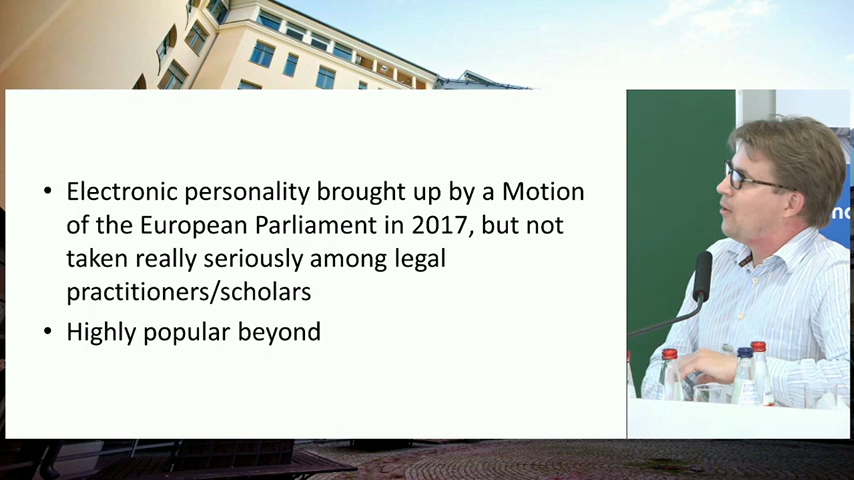 • Electronic personality brought up by a Motion
of the European Parliament in 2017, but not
taken really seriously among legal
practitioners/scholars
• Highly popular beyond